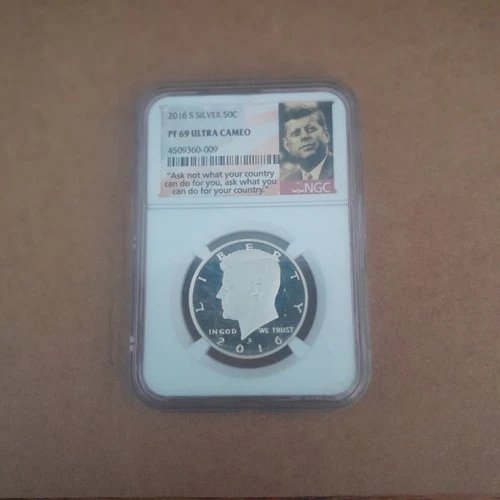 2016 S SILVER 50C
PF 69 ULTRA CAMEO
4509360-009
"Ask not what your country
can do for you, ask what you
can do for your country."
NGC
LIBERTY
IN GOD WE TRUST
S
2016